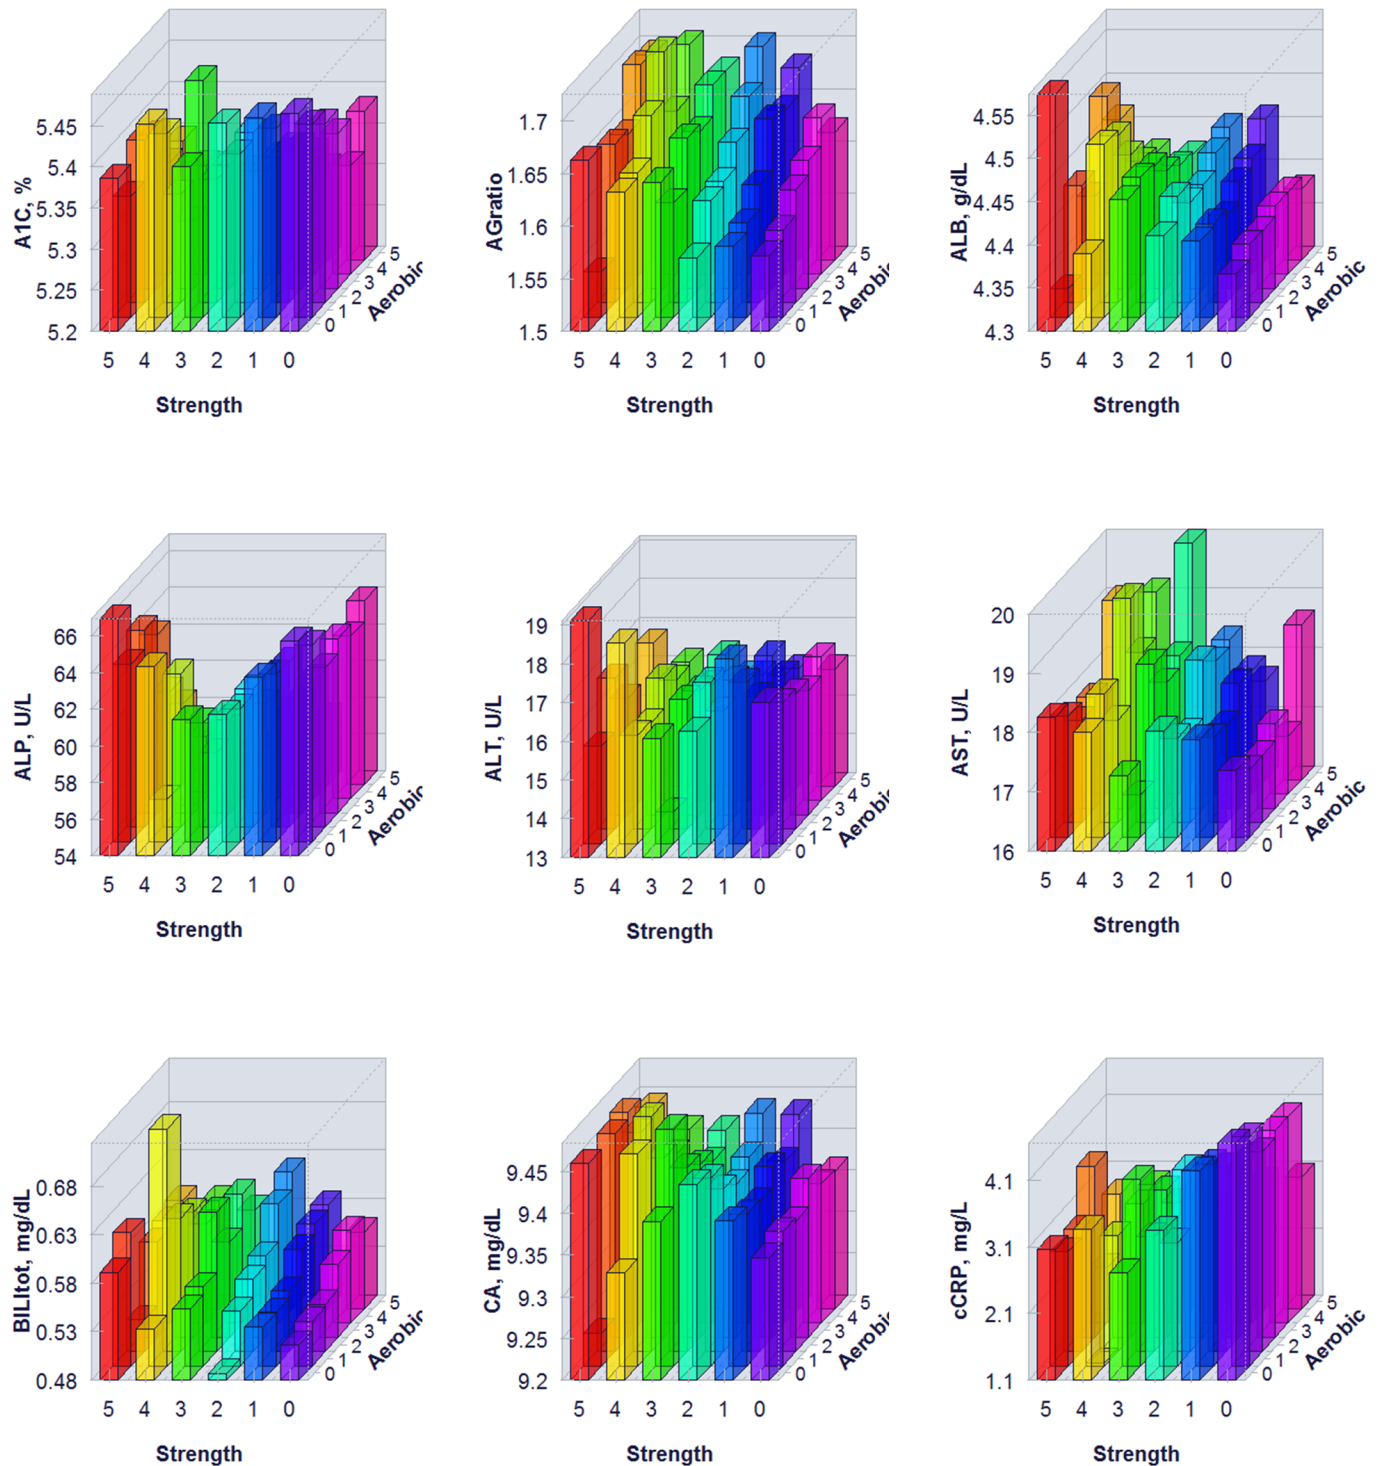 A1C, %
5.45
5.4
5.35
5.3
5.25
5.2
5 4 3 2 1 0
Strength
0 1 2 3 4 5
Aerobic
AGratio
1.7
1.65
1.6
1.55
1.5
5 4 3 2 1 0
Strength
0 1 2 3 4 5
Aerobic
ALB, g/dL
4.55
4.5
4.45
4.4
4.35
4.3
5 4 3 2 1 0
Strength
0 1 2 3 4 5
Aerobic
ALP, U/L
66
64
62
60
58
56
54
5 4 3 2 1 0
Strength
0 1 2 3 4 5
Aerobic
ALT, U/L
19
18
17
16
15
14
13
5 4 3 2 1 0
Strength
0 1 2 3 4 5
Aerobic
AST, U/L
20
19
18
17
16
5 4 3 2 1 0
Strength
0 1 2 3 4 5
Aerobic
BILItot, mg/dL
0.68
0.63
0.58
0.53
0.48
5 4 3 2 1 0
Strength
0 1 2 3 4 5
Aerobic
CA, mg/dL
9.45
9.4
9.35
9.3
9.25
9.2
5 4 3 2 1 0
Strength
0 1 2 3 4 5
Aerobic
cCRP, mg/L
4.1
3.1
2.1
1.1
5 4 3 2 1 0
Strength
0 1 2 3 4 5
Aerobic